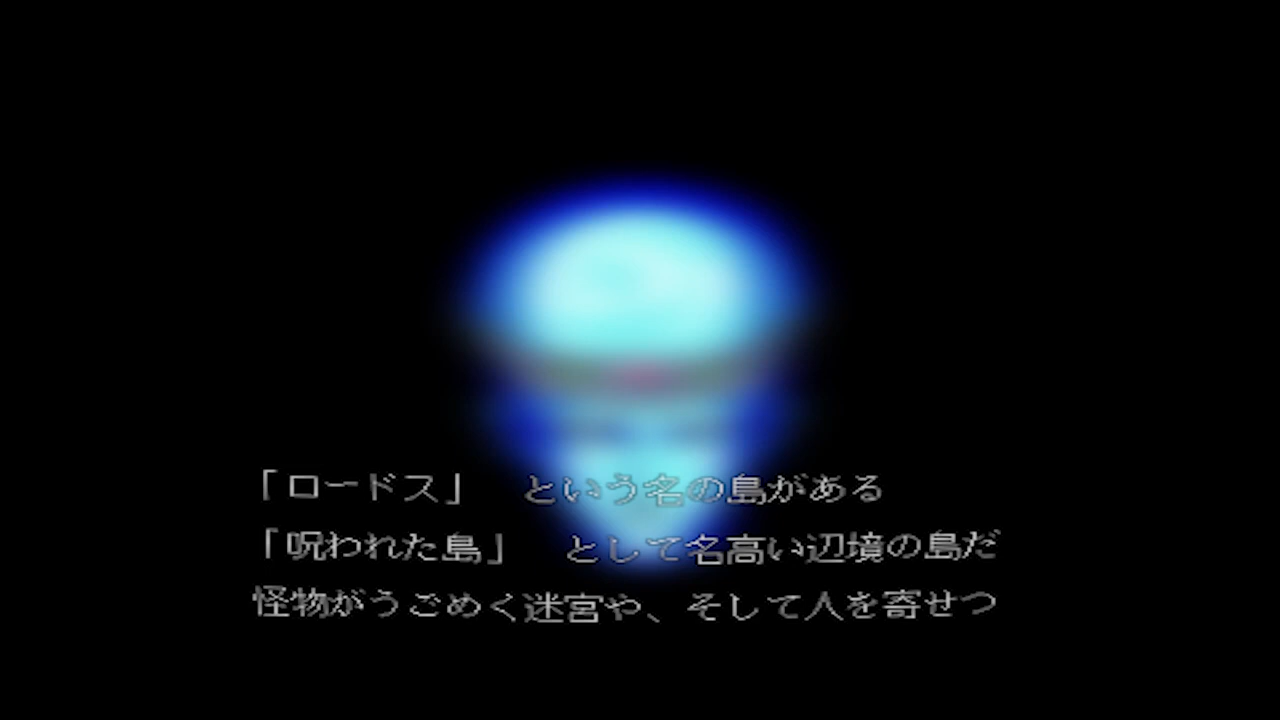 「ロードス」　という名の島がある
「呪われた島」　として名高い辺境の島だ
怪物がうごめく迷宮や、そして人を寄せつ